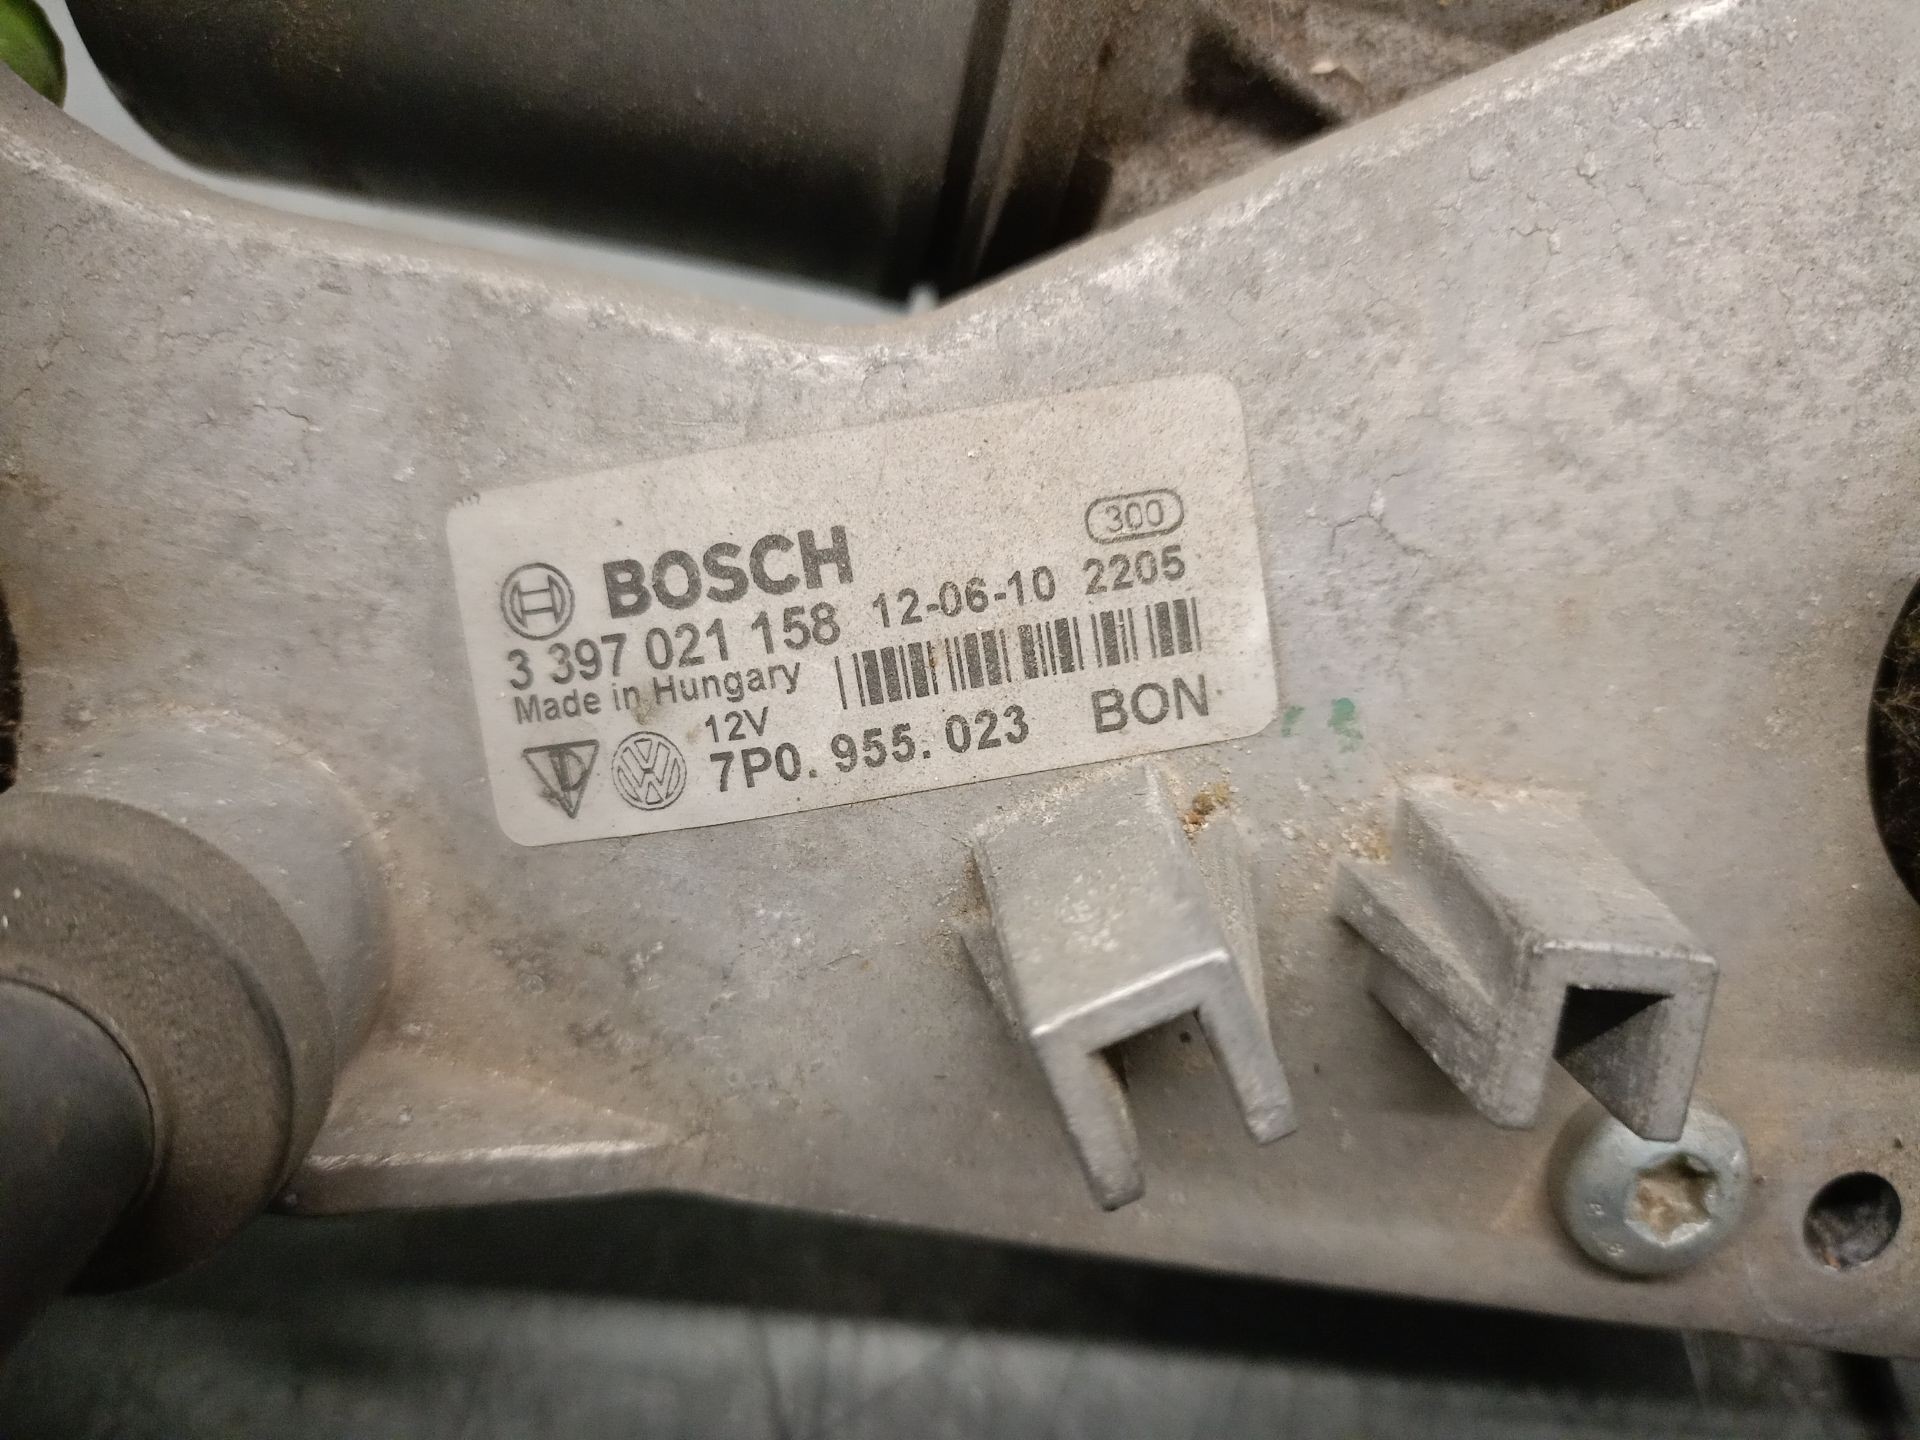 300
BOSCH
3 397 021 158 12-06-10 2205
Made in Hungary
12V
7P0.955.023 BON